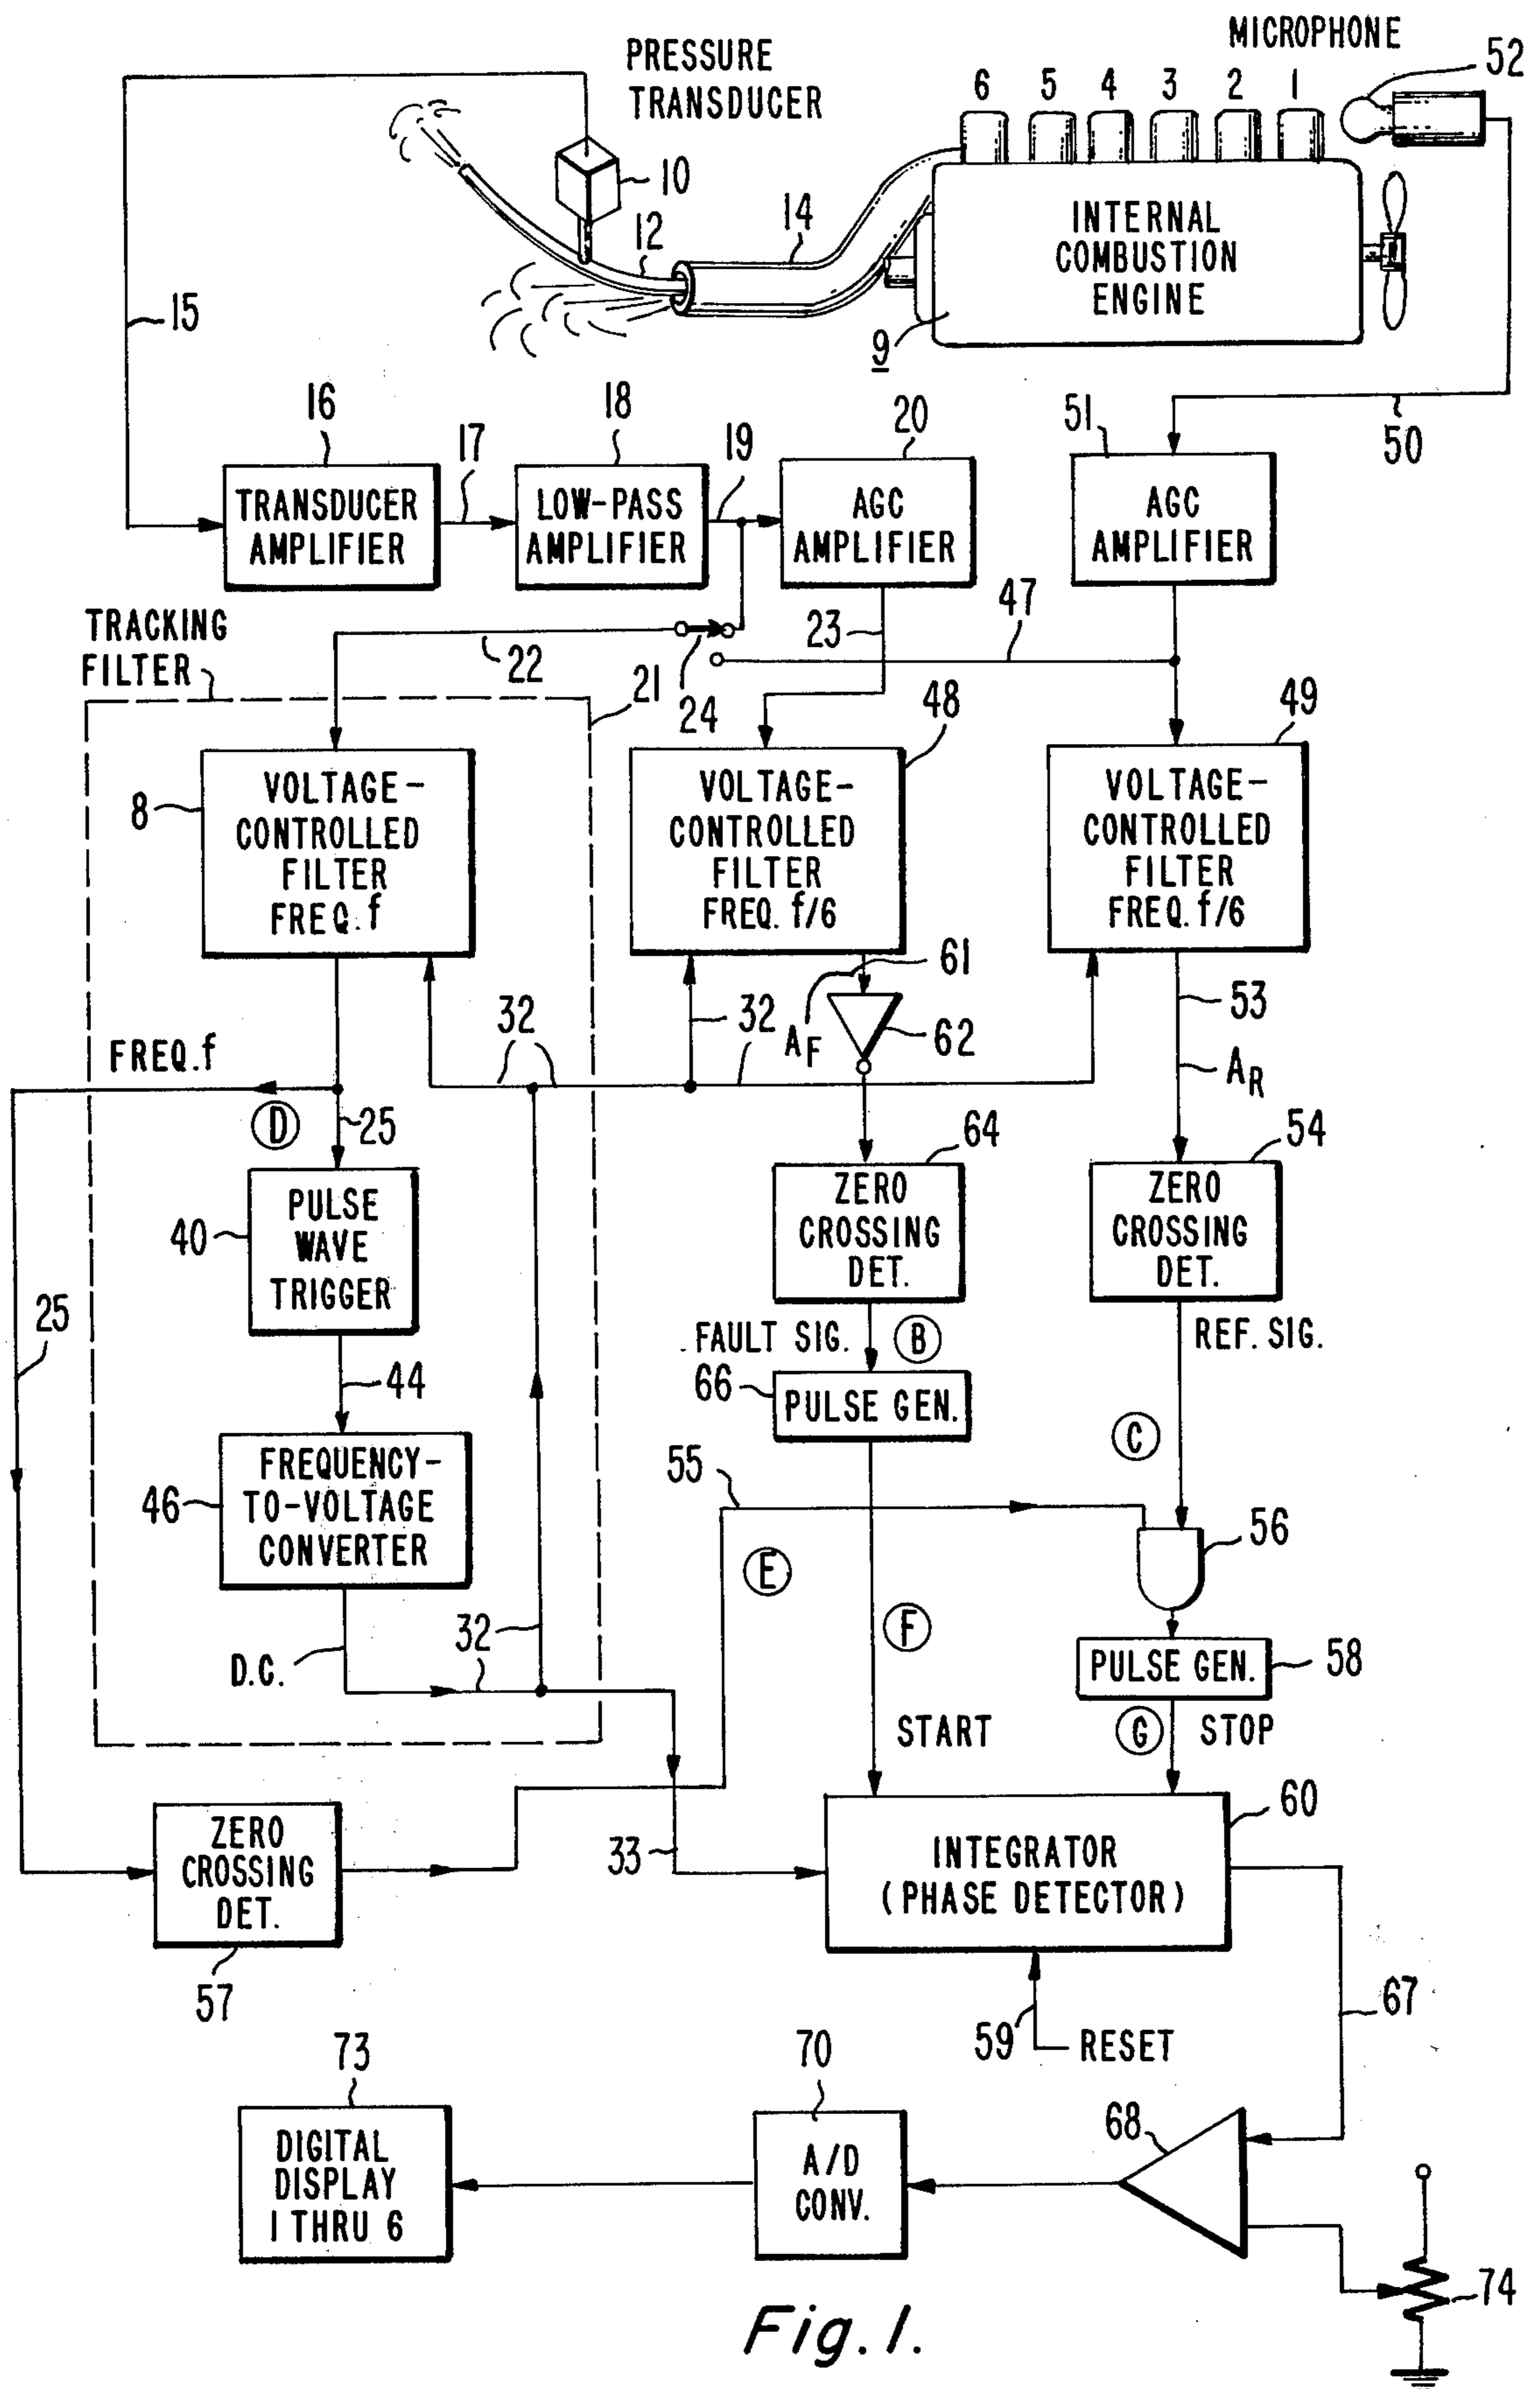 MICROPHONE
52
PRESSURE
TRANSDUCER
6 5 4 3 2 1
10
12
14
INTERNAL
COMBUSTION
ENGINE
9
15
16
17
18
19
20
51
50
TRANSDUCER
AMPLIFIER
LOW-PASS
AMPLIFIER
AGC
AMPLIFIER
AGC
AMPLIFIER
TRACKING
FILTER
22
24
21
23
47
48
49
8
VOLTAGE-
CONTROLLED
FILTER
FREQ. f
VOLTAGE-
CONTROLLED
FILTER
FREQ. f/6
VOLTAGE-
CONTROLLED
FILTER
FREQ. f/6
61
53
32
32
32
AF
62
AR
FREQ. f
D
25
64
54
40
PULSE
WAVE
TRIGGER
ZERO
CROSSING
DET.
ZERO
CROSSING
DET.
25
44
FAULT SIG.
B
REF. SIG.
66
PULSE GEN.
C
46
FREQUENCY-
TO-VOLTAGE
CONVERTER
55
56
E
F
32
D.C.
32
PULSE GEN.
58
START
G
STOP
ZERO
CROSSING
DET.
57
33
INTEGRATOR
(PHASE DETECTOR)
60
67
59
RESET
73
70
68
DIGITAL
DISPLAY
1 THRU 6
A/D
CONV.
74
Fig. 1.